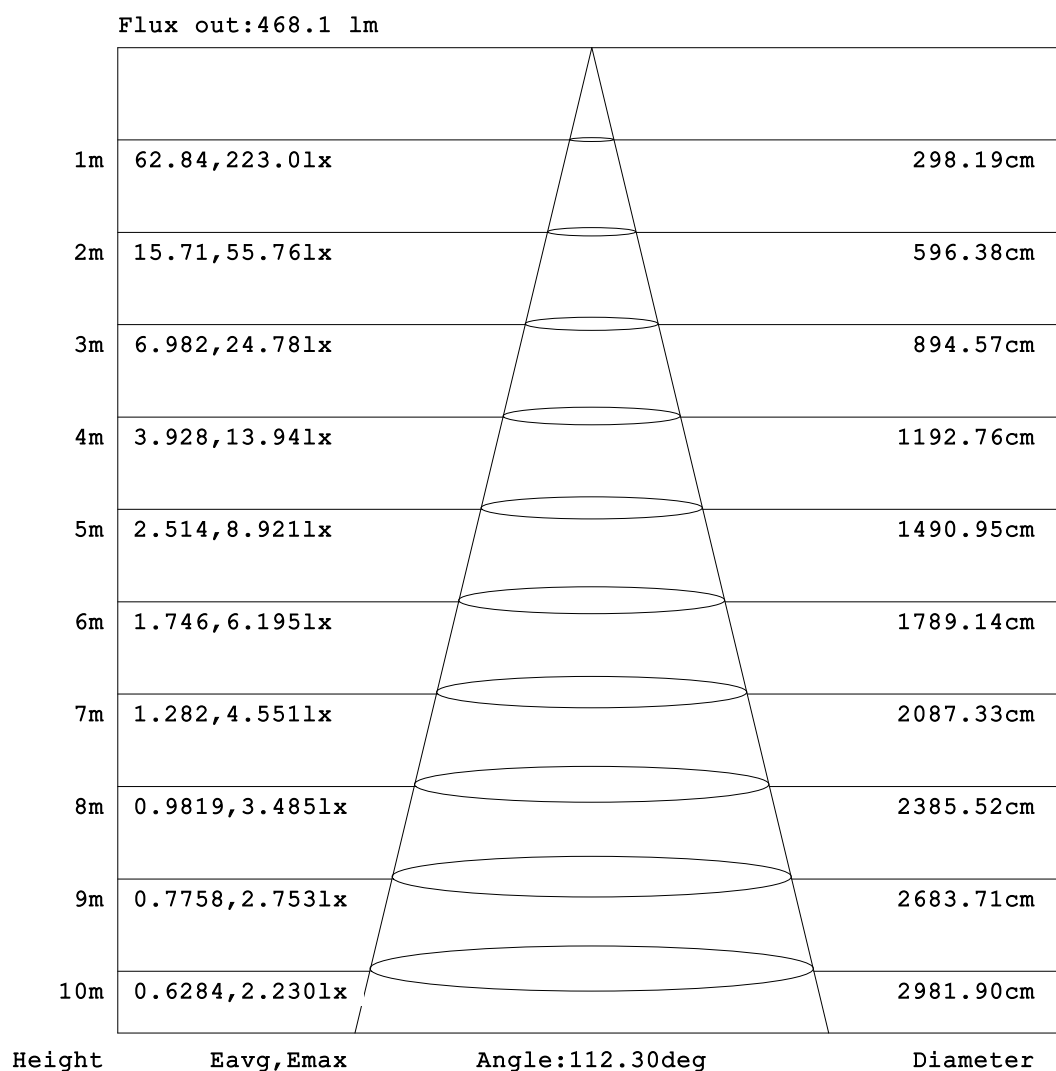 Flux out:468.1 lm
1m 62.84,223.0lx 298.19cm
2m 15.71,55.76lx 596.38cm
3m 6.982,24.78lx 894.57cm
4m 3.928,13.94lx 1192.76cm
5m 2.514,8.921lx 1490.95cm
6m 1.746,6.195lx 1789.14cm
7m 1.282,4.551lx 2087.33cm
8m 0.9819,3.485lx 2385.52cm
9m 0.7758,2.753lx 2683.71cm
10m 0.6284,2.230lx 2981.90cm
Height Eavg,Emax Angle:112.30deg Diameter